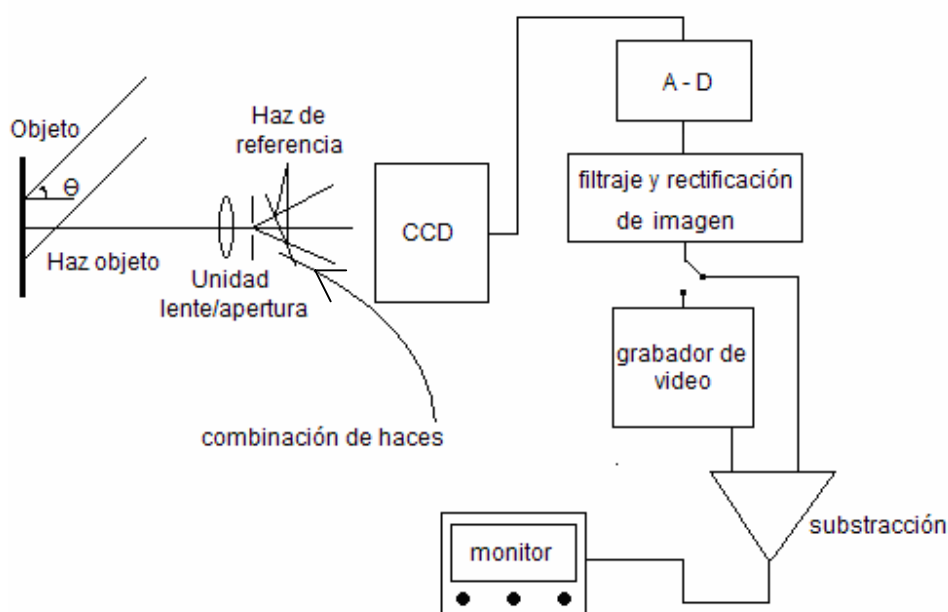 Objeto
θ
Haz objeto
Haz de
referencia
Unidad
lente/apertura
combinación de haces
CCD
A - D
filtraje y rectificación
de imagen
grabador de
video
substracción
monitor